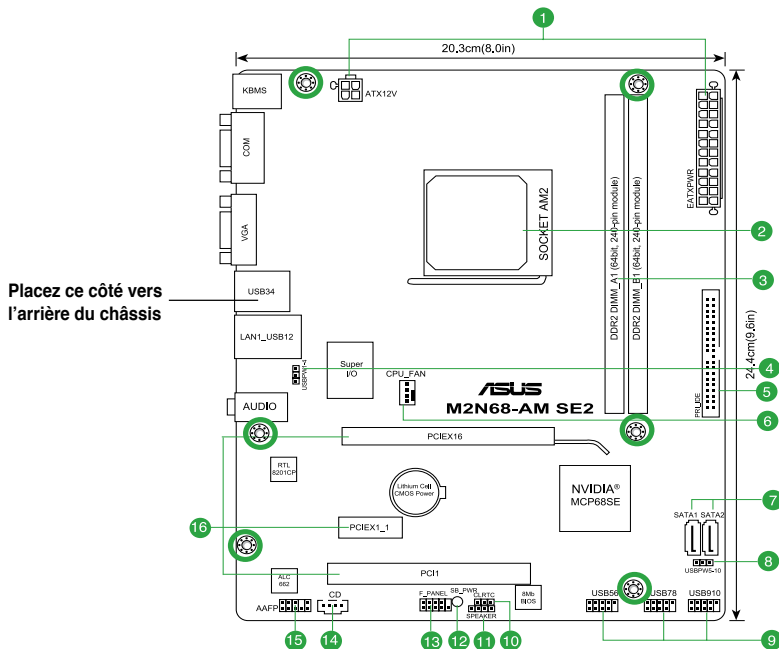 1
20.3cm(8.0in)
KBMS
ATX12V
COM
EATXPWR
VGA
SOCKET AM2
2
DDR2 DIMM_A1 (64bit, 240-pin module)
DDR2 DIMM_B1 (64bit, 240-pin module)
3
24.4cm(9.6in)
Placez ce côté vers
l'arrière du châssis
USB34
LAN1_USB12
USBPW1-4
4
Super
I/O
CPU_FAN
PRI_IDE
5
ASUS
M2N68-AM SE2
6
AUDIO
PCIEX16
RTL
8201CP
Lithium Cell
CMOS Power
NVIDIA®
MCP68SE
7
SATA1 SATA2
16
PCIEX1_1
8
USBPW5-10
ALC
662
PCI1
8Mb
BIOS
AAFP
CD
F_PANEL
SB_PWR
CLRTC
SPEAKER
USB56
USB78
USB910
15
14
13
12
11
10
9